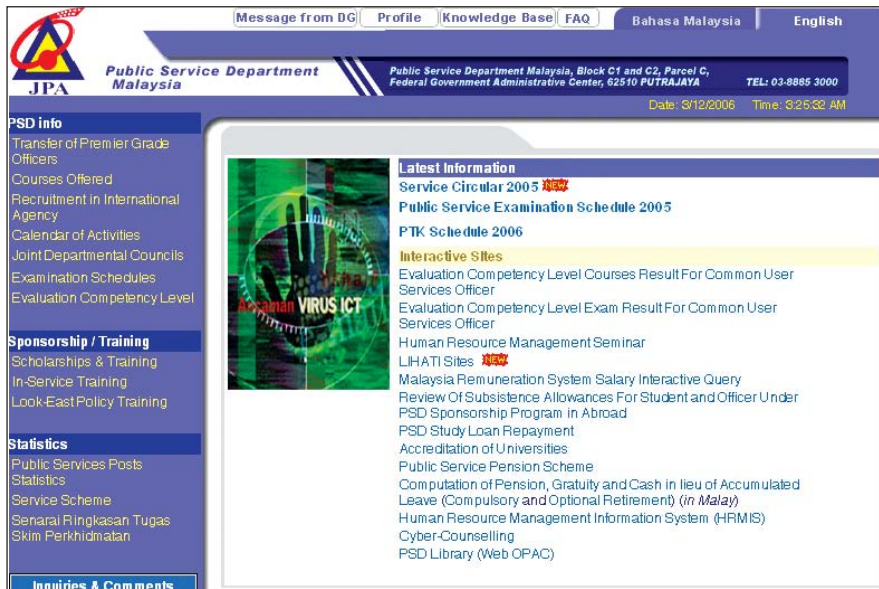 Message from DG Profile Knowledge Base FAQ Bahasa Malaysia English
JPA
Public Service Department
Malaysia
Public Service Department Malaysia, Block C1 and C2, Parcel C,
Federal Government Administrative Center, 62510 PUTRAJAYA TEL: 03-8885 3000
Date: 3/12/2006 Time: 3:25:32 AM
PSD info
Transfer of Premier Grade
Officers
Courses Offered
Recruitment in International
Agency
Calendar of Activities
Joint Departmental Councils
Examination Schedules
Evaluation Competency Level
Sponsorship / Training
Scholarships & Training
In-Service Training
Look-East Policy Training
Statistics
Public Services Posts
Statistics
Service Scheme
Senarai Ringkasan Tugas
Skim Perkhidmatan
Inquiries & Comments
Ancaman VIRUS ICT
Latest Information
Service Circular 2005 NEW
Public Service Examination Schedule 2005
PTK Schedule 2006
Interactive SItes
Evaluation Competency Level Courses Result For Common User
Services Officer
Evaluation Competency Level Exam Result For Common User
Services Officer
Human Resource Management Seminar
LIHATI Sites NEW
Malaysia Remuneration System Salary Interactive Query
Review Of Subsistence Allowances For Student and Officer Under
PSD Sponsorship Program in Abroad
PSD Study Loan Repayment
Accreditation of Universities
Public Service Pension Scheme
Computation of Pension, Gratuity and Cash in lieu of Accumulated
Leave (Compulsory and Optional Retirement) (in Malay)
Human Resource Management Information System (HRMIS)
Cyber-Counselling
PSD Library (Web OPAC)